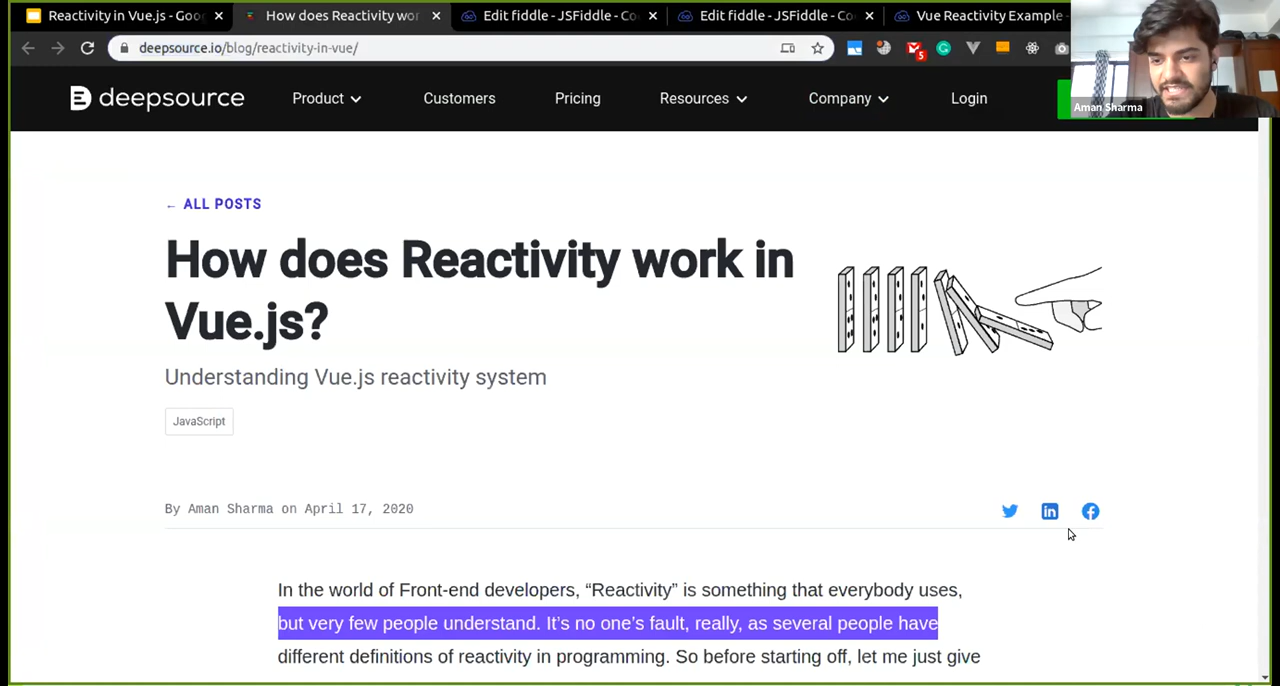 Reactivity in Vue.js - Goo
How does Reactivity wor
Edit fiddle - JSFiddle - Co
Edit fiddle - JSFiddle - Co
Vue Reactivity Example -
deepsource.io/blog/reactivity-in-vue/
5
deepsource
Product
Customers
Pricing
Resources
Company
Login
Aman Sharma
← ALL POSTS
How does Reactivity work in
Vue.js?
Understanding Vue.js reactivity system
JavaScript
By Aman Sharma on April 17, 2020
In the world of Front-end developers, “Reactivity” is something that everybody uses,
but very few people understand. It’s no one’s fault, really, as several people have
different definitions of reactivity in programming. So before starting off, let me just give